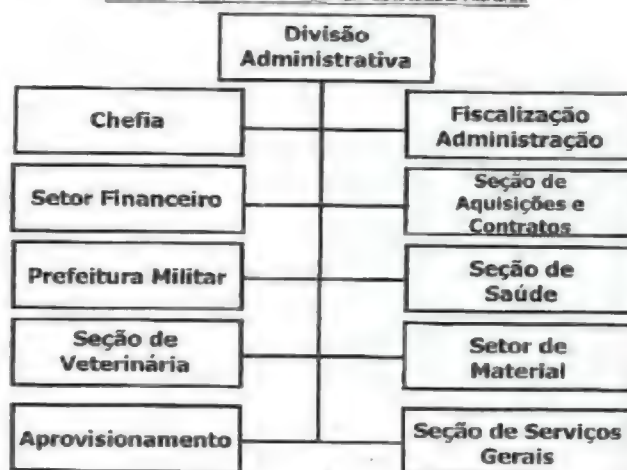 Divisão
Administrativa
Chefia
Fiscalização
Administração
Setor Financeiro
Seção de
Aquisições e
Contratos
Prefeitura Militar
Seção de
Saúde
Seção de
Veterinária
Setor de
Material
Aprovisionamento
Seção de Serviços
Gerais